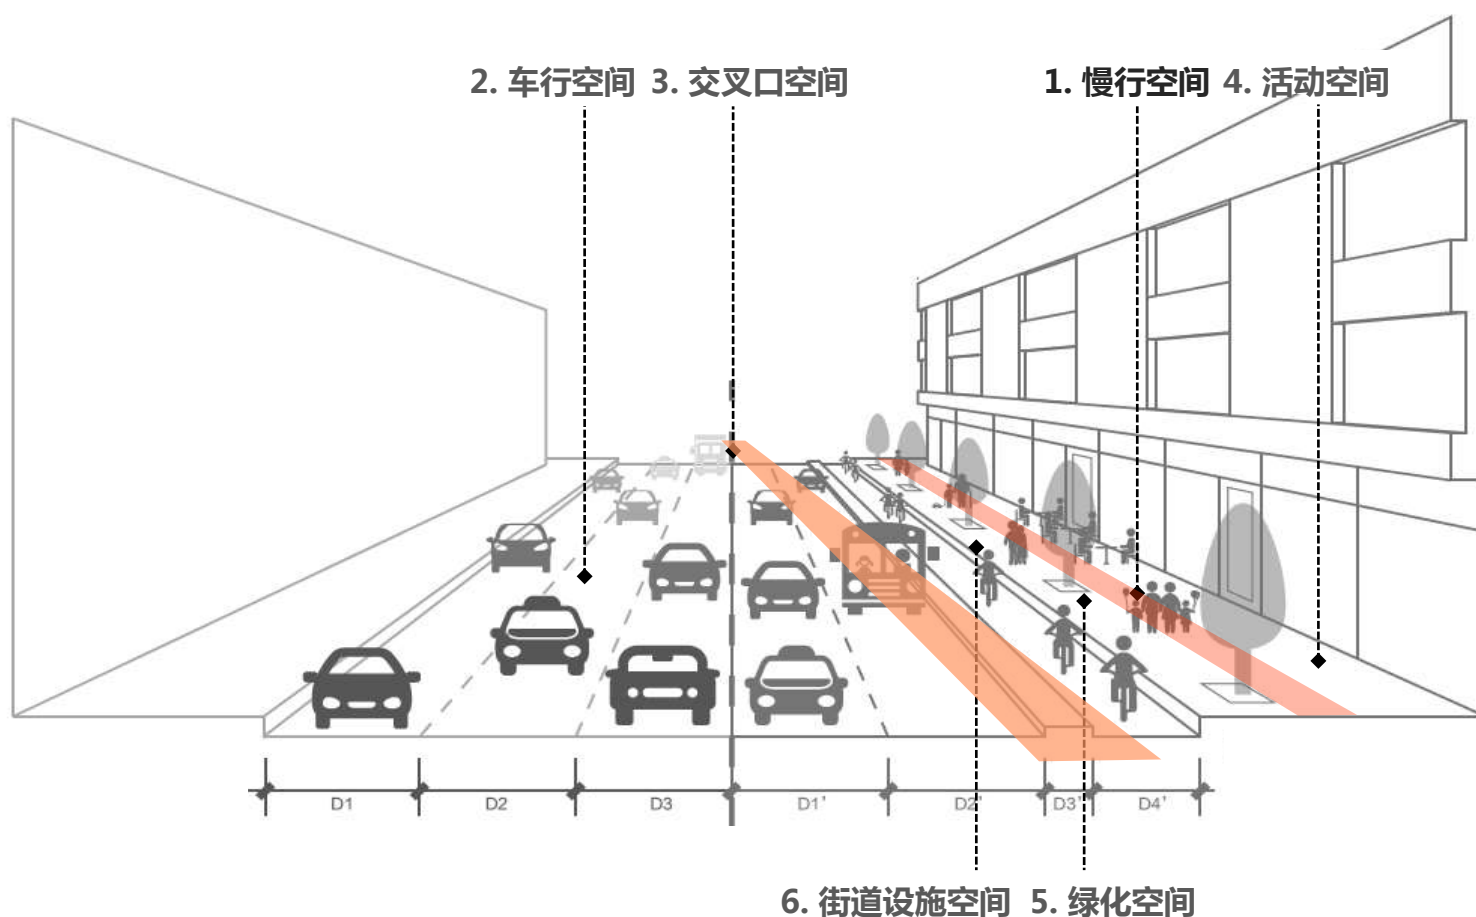 2. 车行空间 3. 交叉口空间 1. 慢行空间 4. 活动空间
D1 D2 D3 D1' D2' D3' D4'
6. 街道设施空间 5. 绿化空间